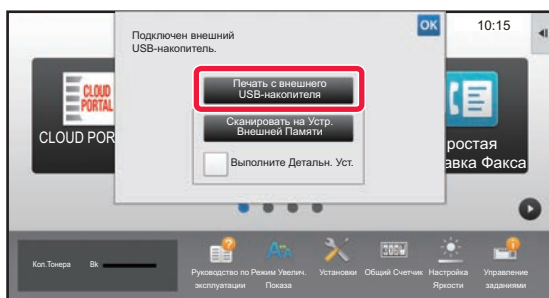 Подключен внешний
USB-накопитель.
OK
10:15
Печать с внешнего
USB-накопителя
Сканировать на Устр.
Внешней Памяти
Выполните Детальн. Уст.
CLOUD
PORTAL
CLOUD POR
ростая
авка Факса
Кол.Тонера
Bk
Руководство по
эксплуатации
Режим Увелич.
Показа
Установки
Общий Счетчик
Настройка
Яркости
Управление
заданиями